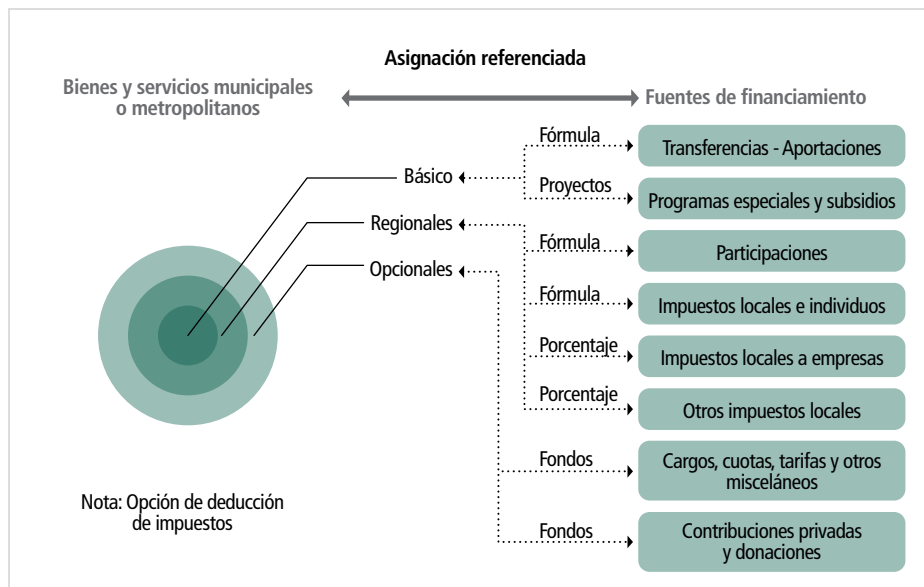 Asignación referenciada
Bienes y servicios municipales
o metropolitanos
Fuentes de financiamiento
Básico
Regionales
Opcionales
Fórmula
Transferencias - Aportaciones
Proyectos
Programas especiales y subsidios
Fórmula
Participaciones
Fórmula
Impuestos locales e individuos
Porcentaje
Impuestos locales a empresas
Porcentaje
Otros impuestos locales
Fondos
Cargos, cuotas, tarifas y otros
misceláneos
Fondos
Contribuciones privadas
y donaciones
Nota: Opción de deducción
de impuestos